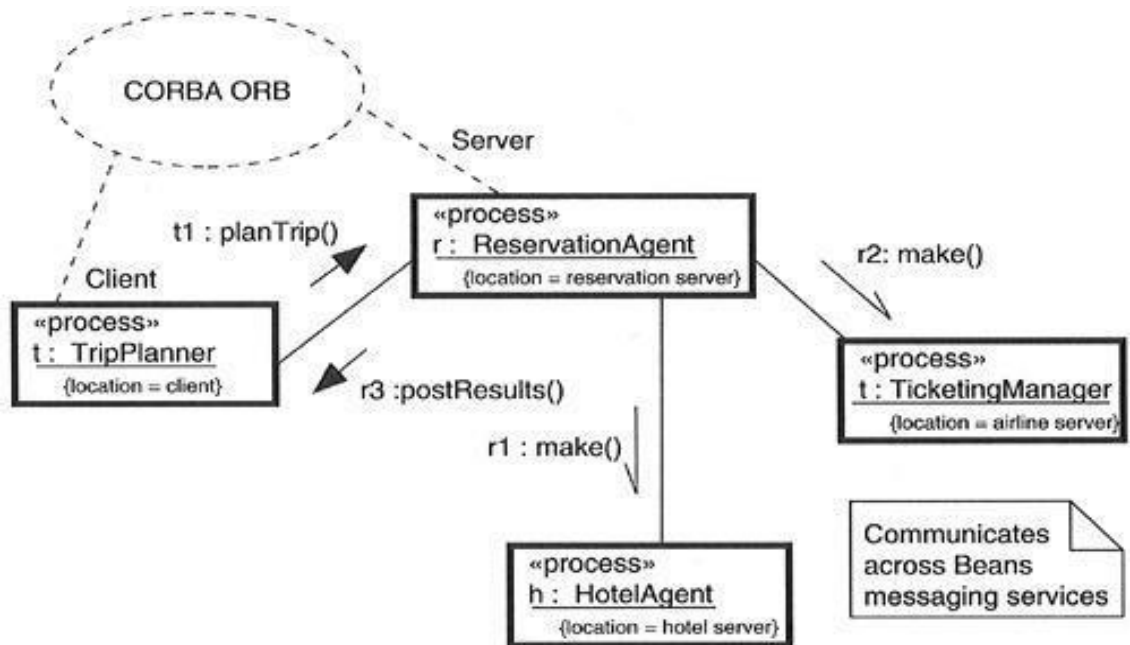 CORBA ORB
Server
«process»
r : ReservationAgent
{location = reservation server}
t1 : planTrip()
r2: make()
Client
«process»
t : TripPlanner
{location = client}
r3 :postResults()
«process»
t : TicketingManager
{location = airline server}
r1 : make()
Communicates
across Beans
messaging services
«process»
h : HotelAgent
{location = hotel server}